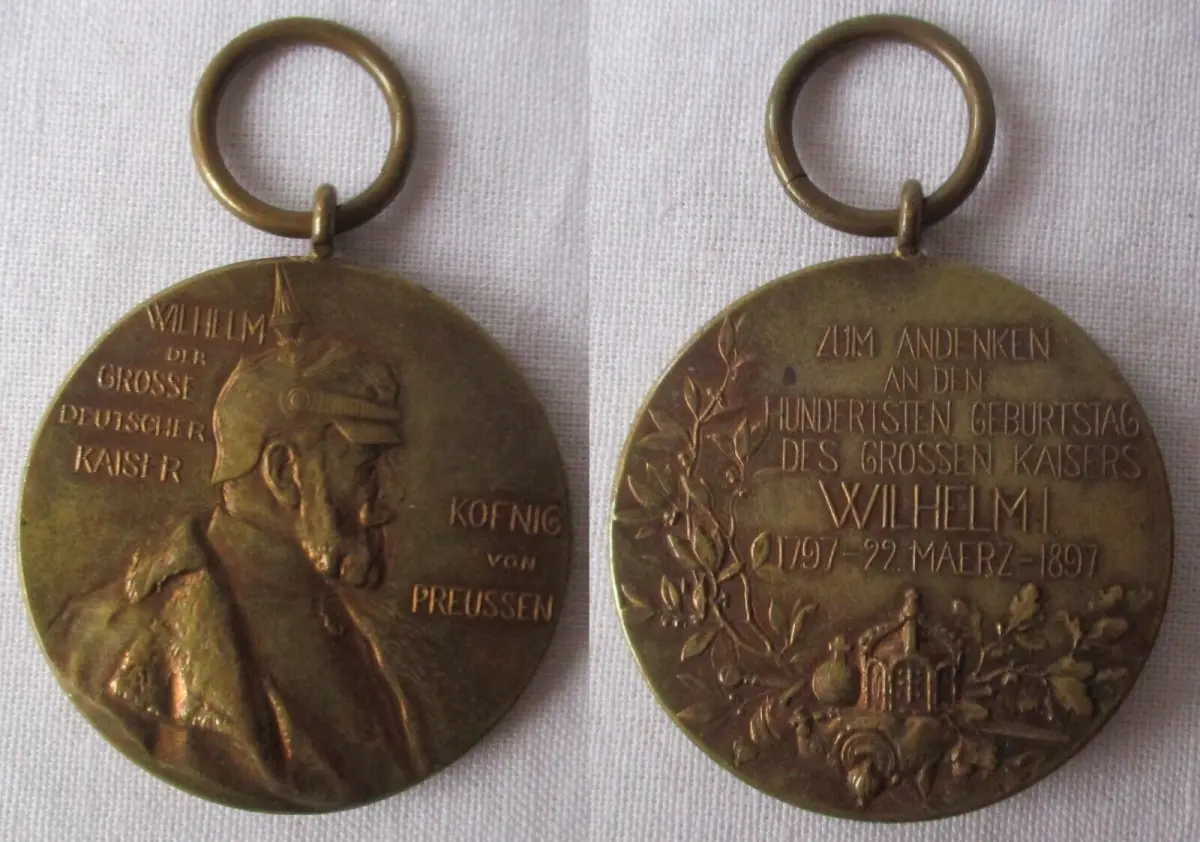 WILHELM
DER
GROSSE
DEUTSCHER
KAISER
KOENIG
VON
PREUSSEN
ZUM ANDENKEN
AN DEN
HUNDERTSTEN GEBURTSTAG
DES GROSSEN KAISERS
WILHELM I.
1797-22. MAERZ-1897